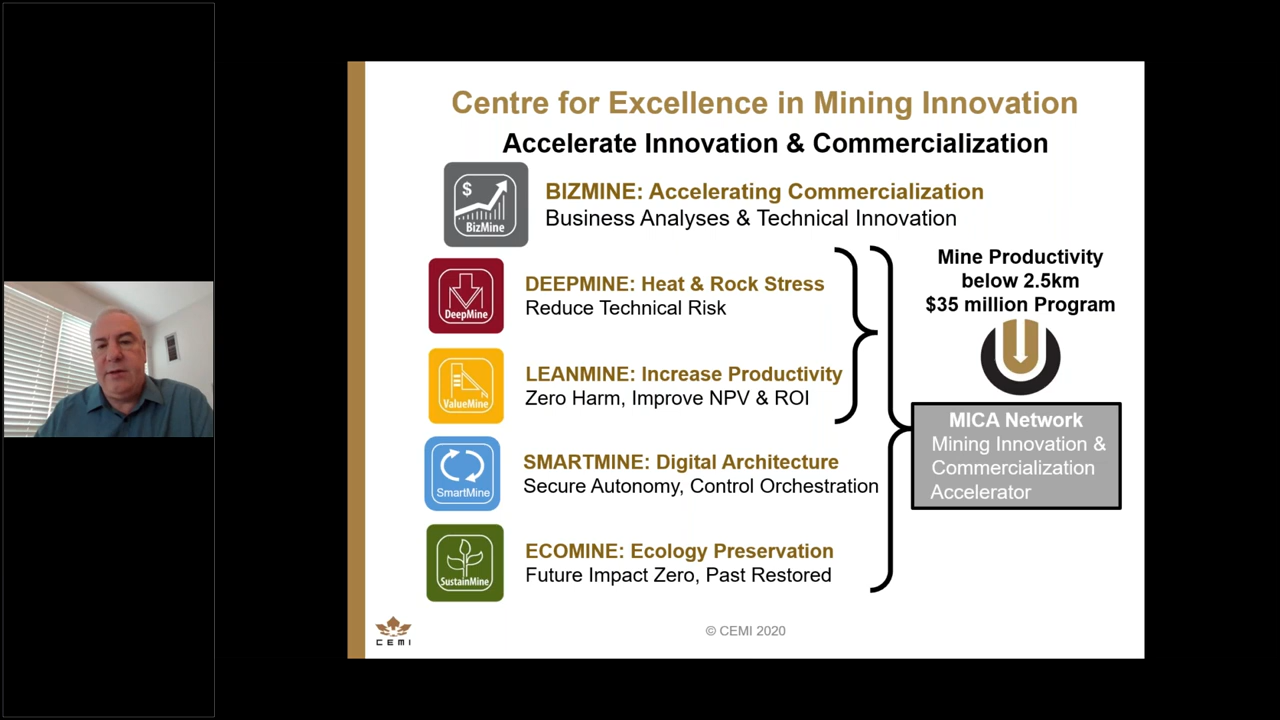 Centre for Excellence in Mining Innovation
Accelerate Innovation & Commercialization
$
BizMine
BIZMINE: Accelerating Commercialization
Business Analyses & Technical Innovation
DeepMine
DEEPMINE: Heat & Rock Stress
Reduce Technical Risk
ValueMine
LEANMINE: Increase Productivity
Zero Harm, Improve NPV & ROI
SmartMine
SMARTMINE: Digital Architecture
Secure Autonomy, Control Orchestration
SustainMine
ECOMINE: Ecology Preservation
Future Impact Zero, Past Restored
Mine Productivity
below 2.5km
$35 million Program
MICA Network
Mining Innovation &
Commercialization
Accelerator
CEMI
© CEMI 2020